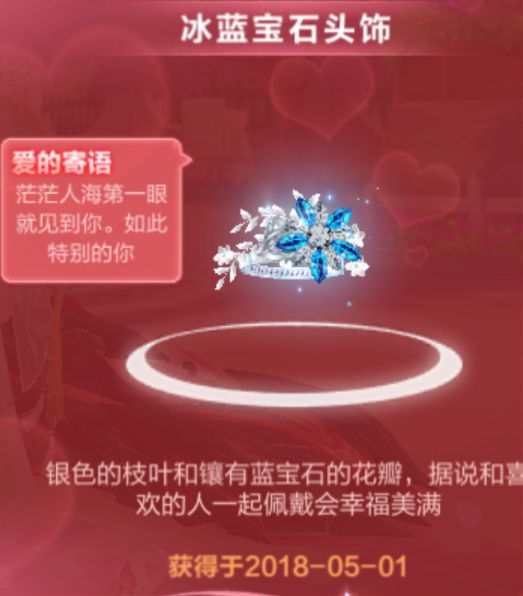 冰蓝宝石头饰
爱的寄语
茫茫人海第一眼
就见到你。如此
特别的你
银色的枝叶和镶有蓝宝石的花瓣，据说和喜
欢的人一起佩戴会幸福美满
获得于2018-05-01